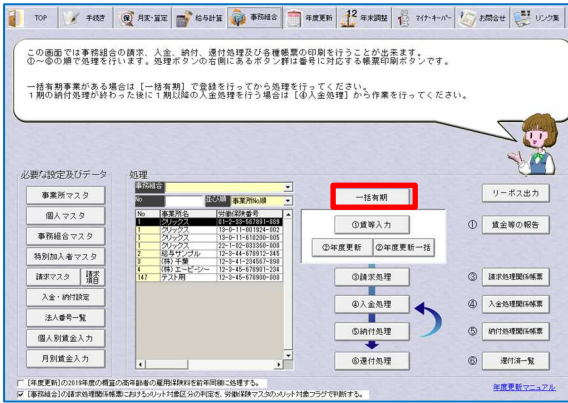 TOP
手続き
月変・算定
給与計算
事務組合
年度更新
12 年末調整
マイナ・キーパー
お問合せ
リンク集
この画面では事務組合の請求、入金、納付、還付処理及び各種帳票の印刷を行うことが出来ます。
①～⑥の順で処理を行います。処理ボタンの右側にあるボタン群は番号に対応する帳票印刷ボタンです。
一括有期事業がある場合は［一括有期］で登録を行ってから処理を行ってください。
1期の納付処理が終わった後に1期以降の入金処理を行う場合は［④入金処理］から作業を行ってください。
必要な設定及びデータ
事業所マスタ
個人マスタ
事務組合マスタ
特別加入者マスタ
請求マスタ 請求項目
入金・納付設定
法人番号一覧
個人別賃金入力
月別賃金入力
処理
事務組合
No 並び順 事業所No順
No 事業所名 労働保険番号
1 クリックス
1 クリックス 13-0-11-001924-002
1 クリックス 13-0-11-618200-005
1 クリックス 22-1-02-033360-000
2 給与サンプル 12-3-44-678912-345
3 (株)千葉 12-3-41-234567-890
4 (株)エービーシー 12-3-45-678901-234
147 テスト用 12-3-45-678900-000
一括有期
①賃等入力
②年度更新 ②年度更新一括
③請求処理
④入金処理
⑤納付処理
⑥還付処理
リーボス出力
① 賃金等の報告
③ 請求処理関係帳票
④ 入金処理関係帳票
⑤ 納付処理関係帳票
⑥ 還付済一覧
年度更新マニュアル
［年度更新］の2019年度の概算の高年齢者の雇用保険料を前年同額に処理する。
［事務組合］の請求処理関係帳票におけるメリット対象区分の判定を、労働保険マスタのメリット対象フラグで判断する。